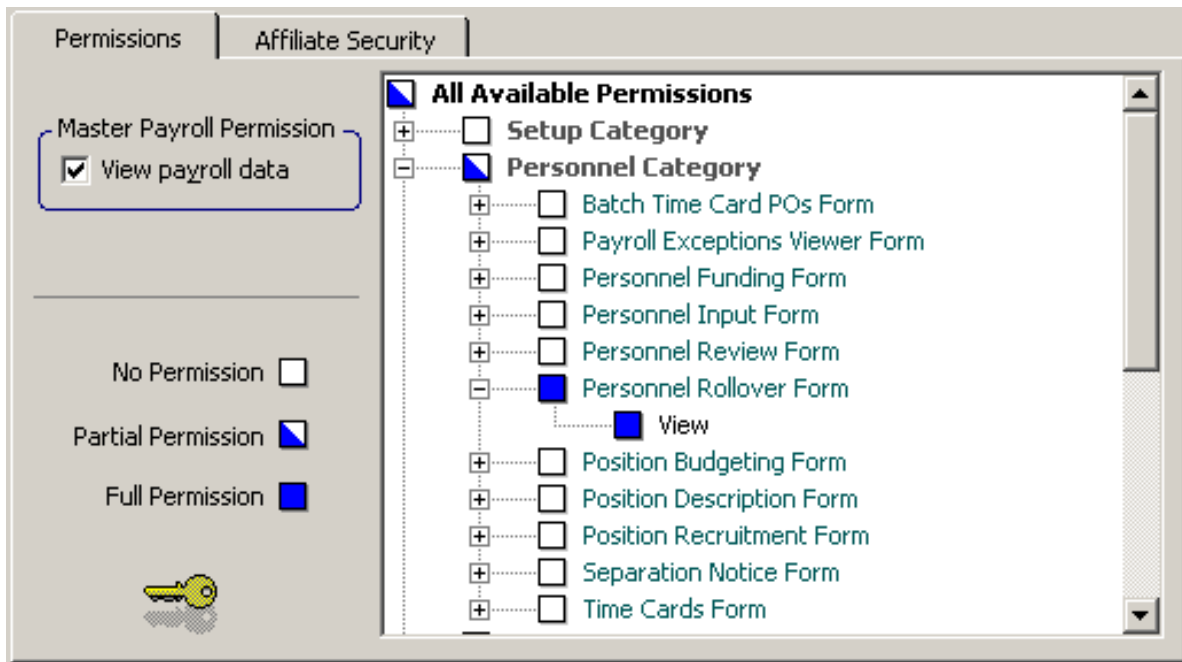 Permissions
Affiliate Security
Master Payroll Permission
View payroll data
No Permission
Partial Permission
Full Permission
All Available Permissions
Setup Category
Personnel Category
Batch Time Card POs Form
Payroll Exceptions Viewer Form
Personnel Funding Form
Personnel Input Form
Personnel Review Form
Personnel Rollover Form
View
Position Budgeting Form
Position Description Form
Position Recruitment Form
Separation Notice Form
Time Cards Form